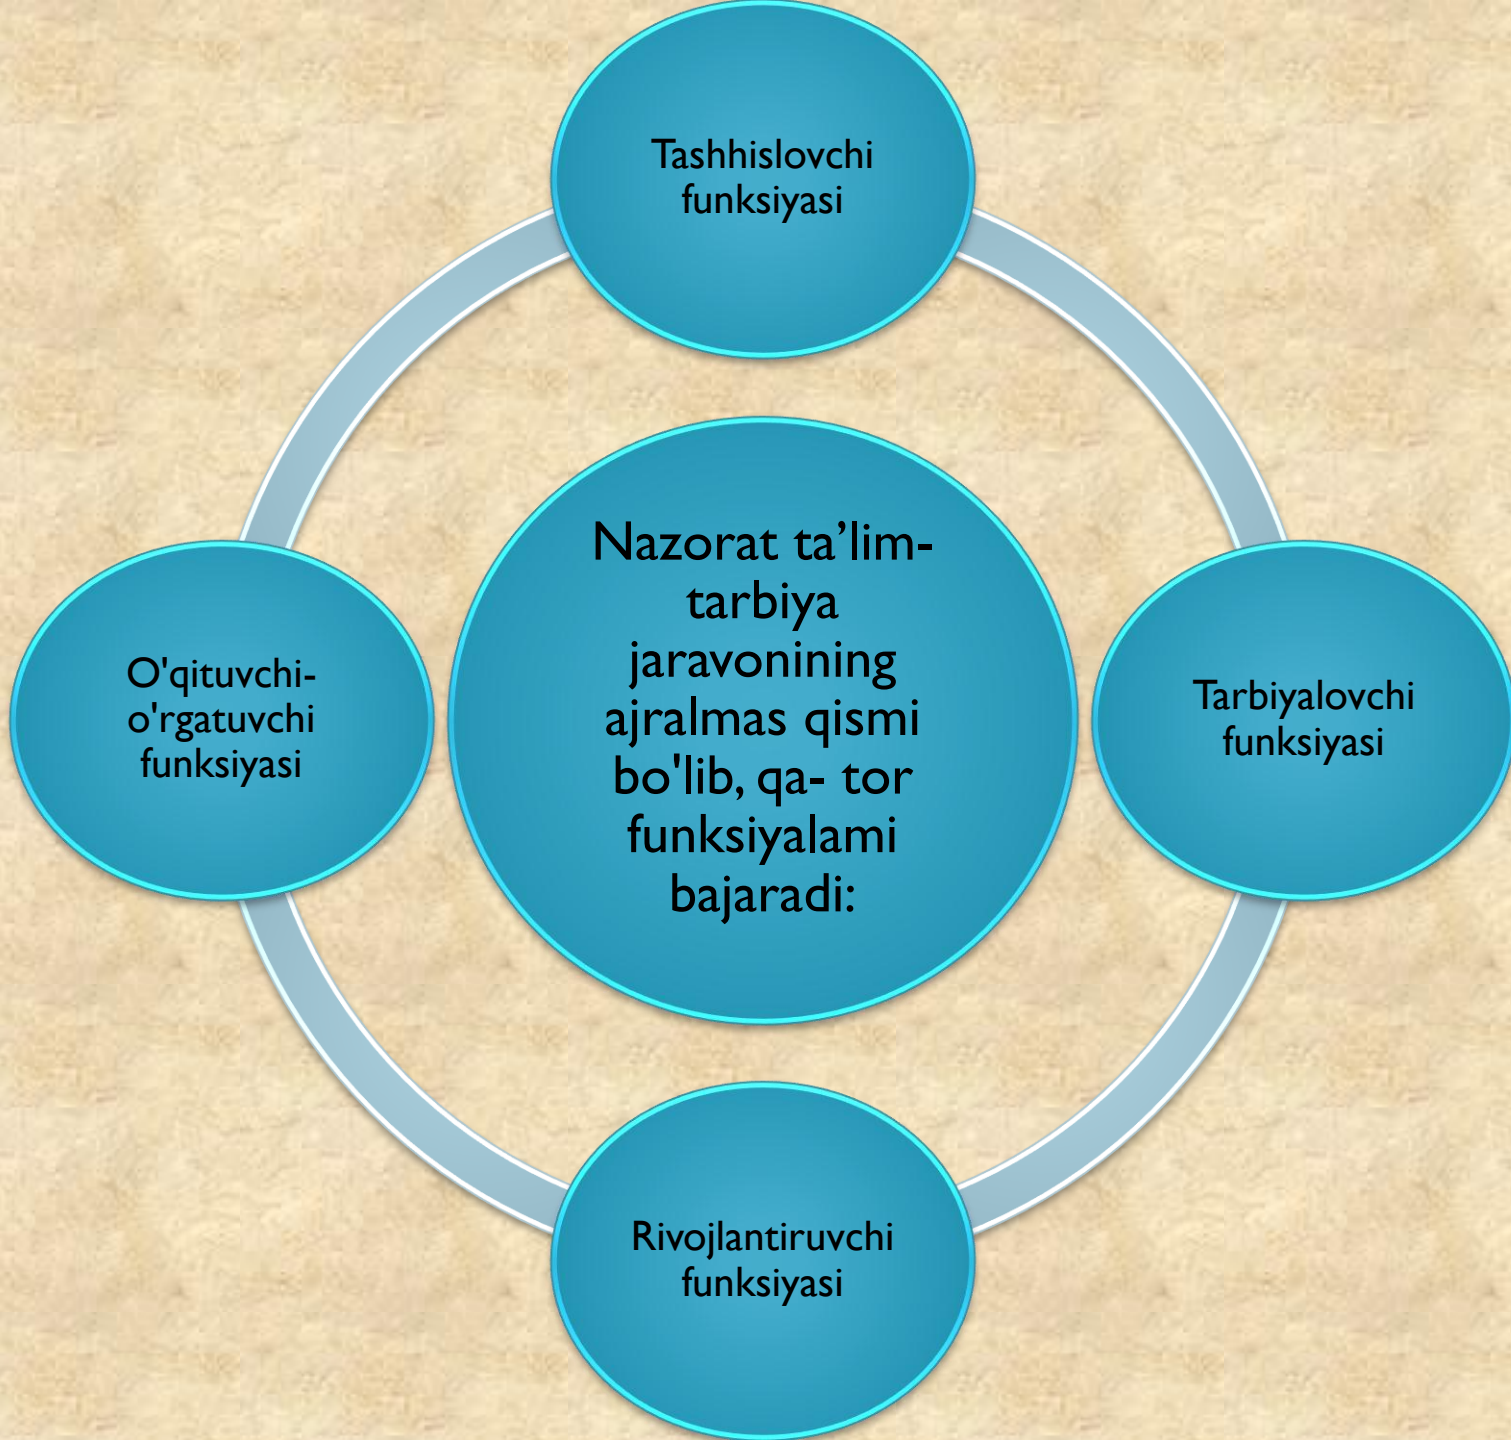 Tashhislovchi
funksiyasi
Nazorat ta’lim-
tarbiya
jaravonining
ajralmas qismi
bo'lib, qa- tor
funksiyalami
bajaradi:
O'qituvchi-
o'rgatuvchi
funksiyasi
Tarbiyalovchi
funksiyasi
Rivojlantiruvchi
funksiyasi